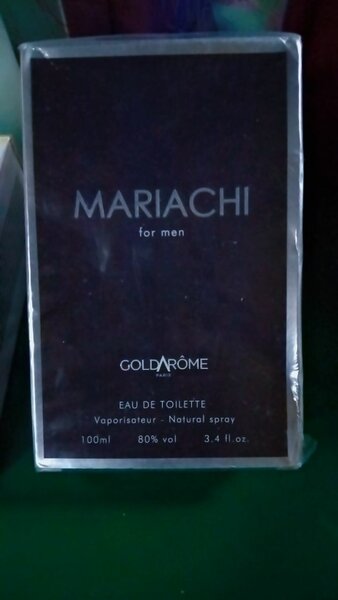 MARIACHI
for men
GOLDARÔME
PARIS
EAU DE TOILETTE
Vaporisateur - Natural spray
100ml 80% vol 3.4 fl.oz.